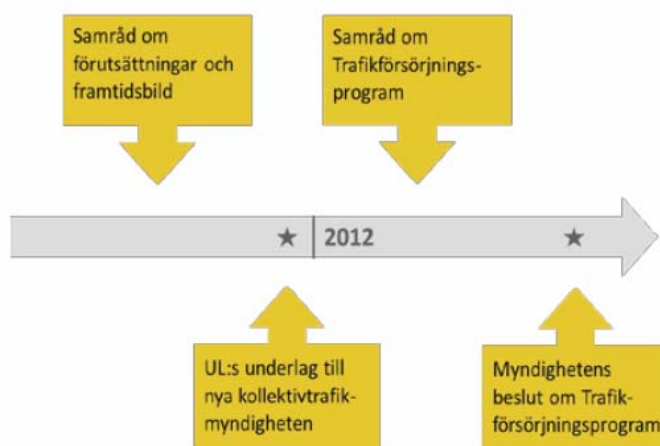 Samråd om
förutsättningar och
framtidsbild
Samråd om
Trafikförsörjnings-
program
★ | 2012 ★
UL:s underlag till
nya kollektivtrafik-
myndigheten
Myndighetens
beslut om Trafik-
försörjningsprogram